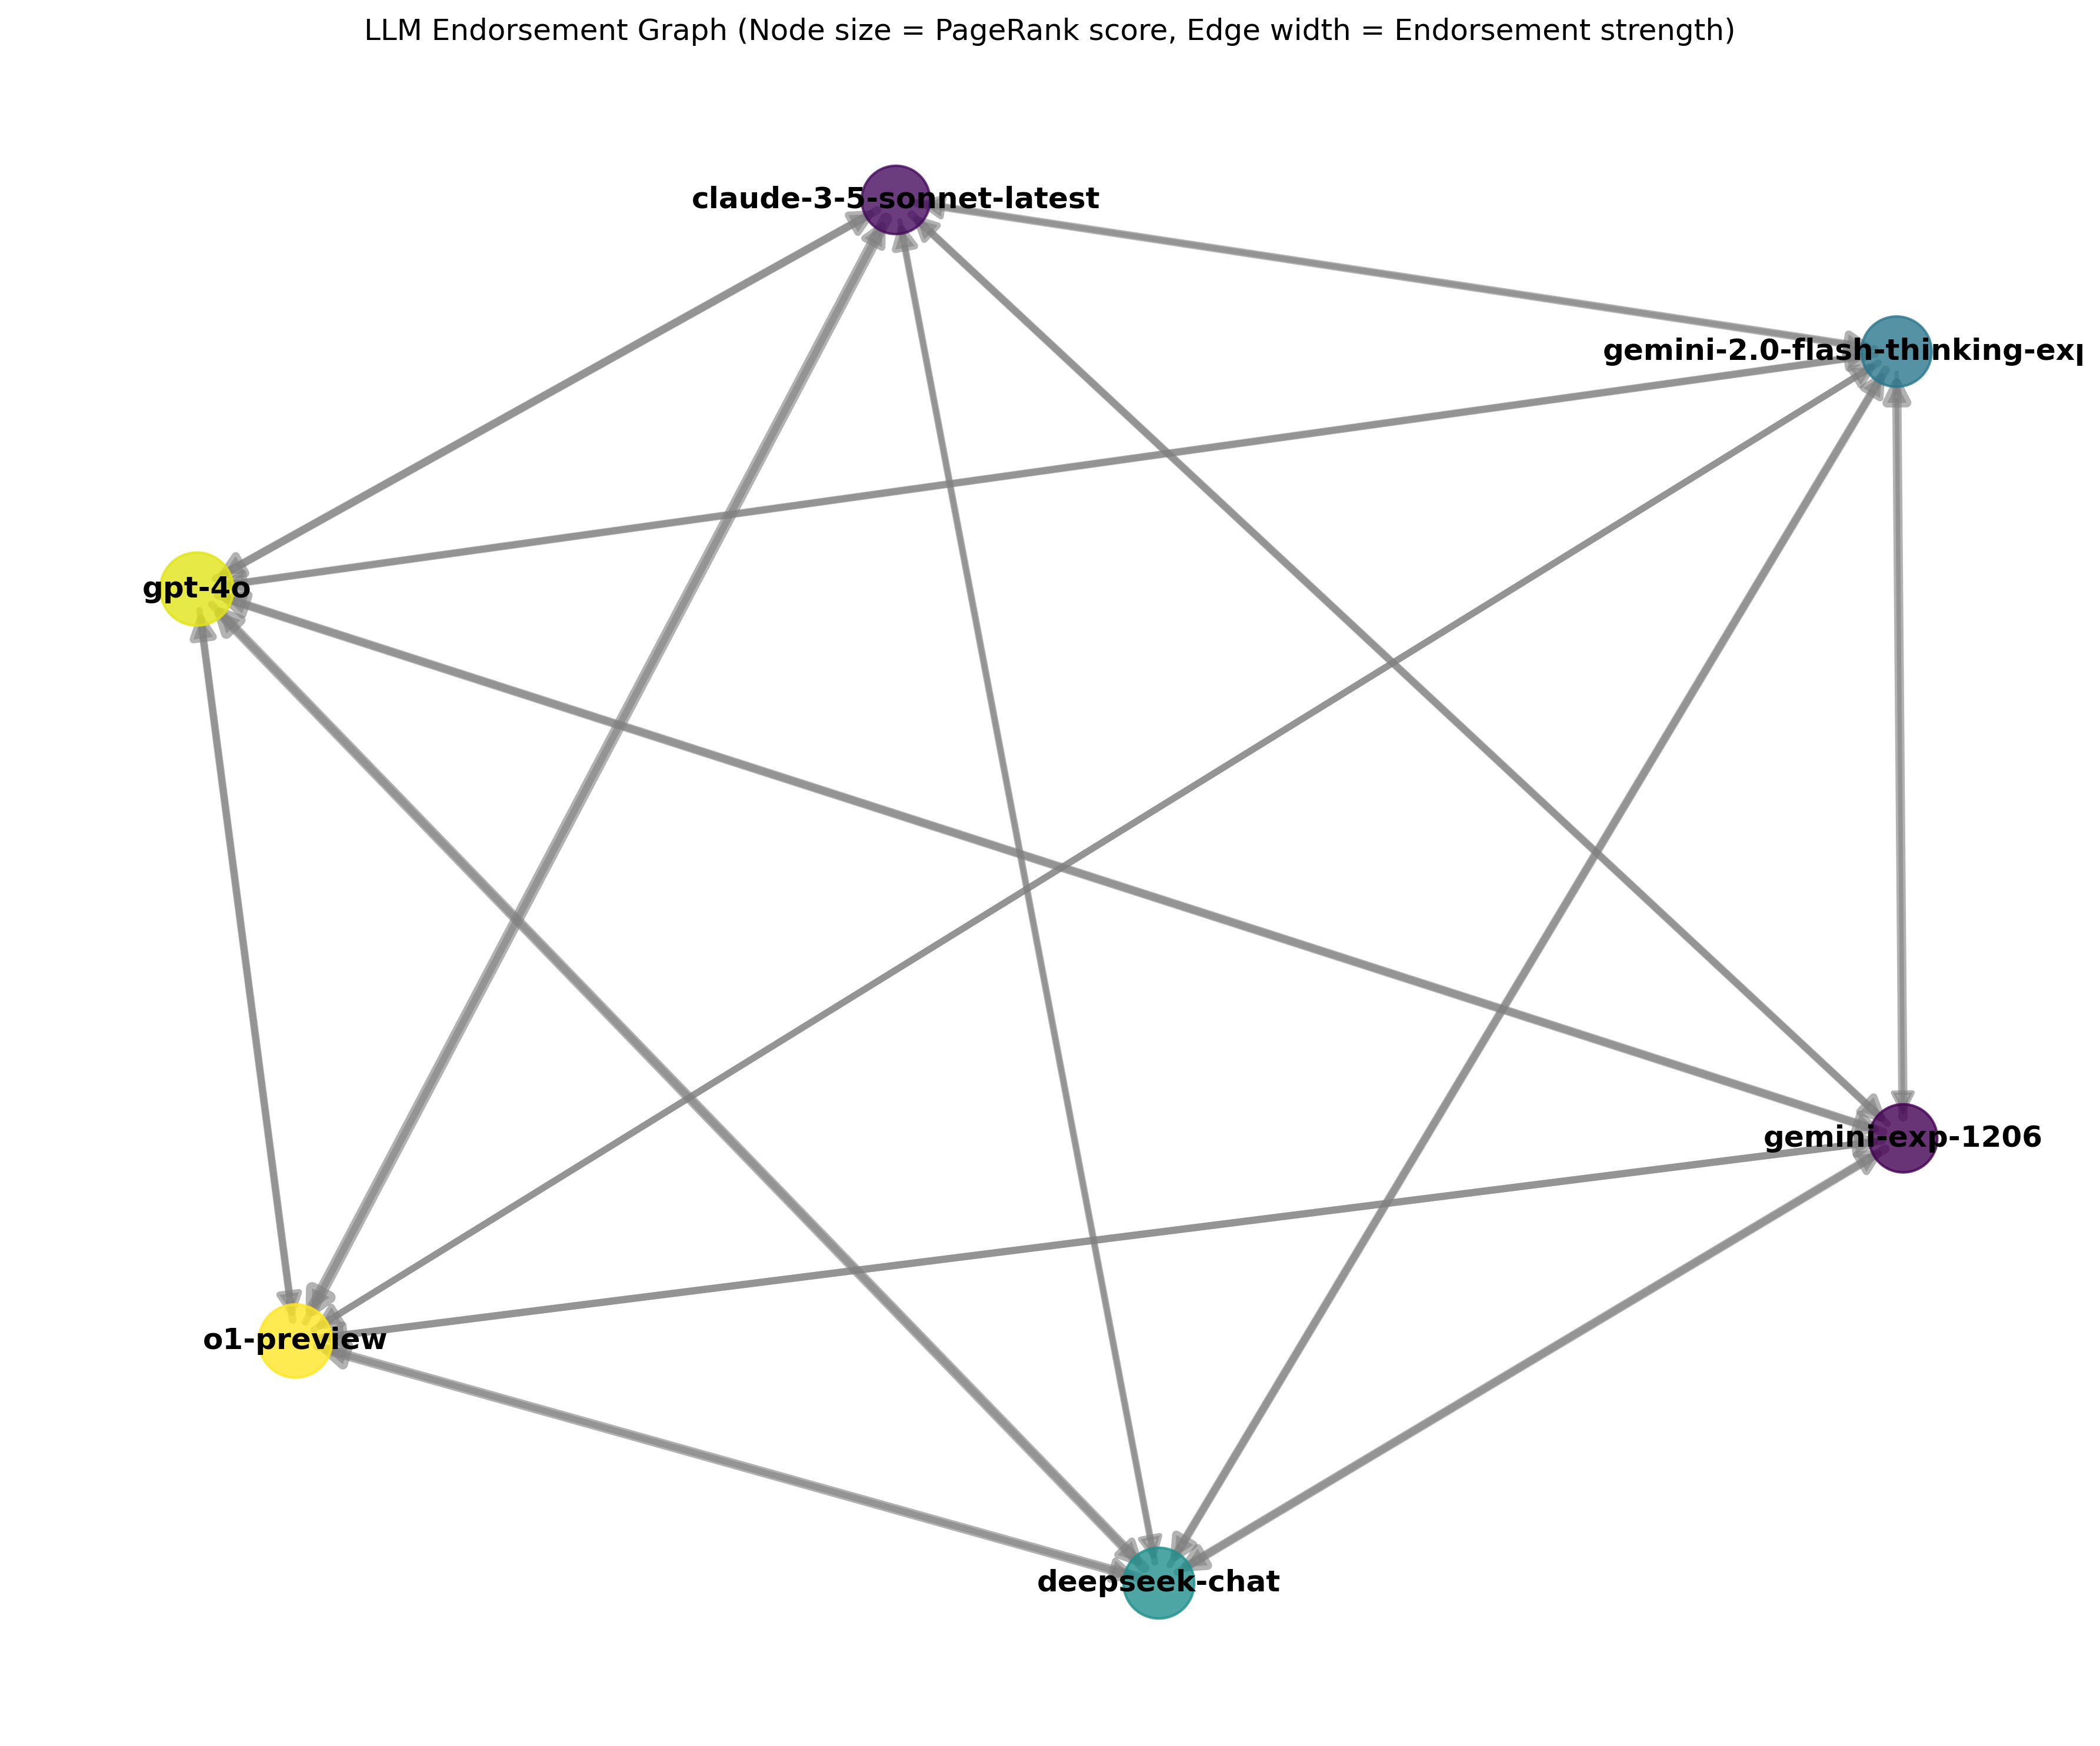 LLM Endorsement Graph (Node size = PageRank score, Edge width = Endorsement strength)
claude-3-5-sonnet-latest
gemini-2.0-flash-thinking-exp
gpt-4o
gemini-exp-1206
o1-preview
deepseek-chat